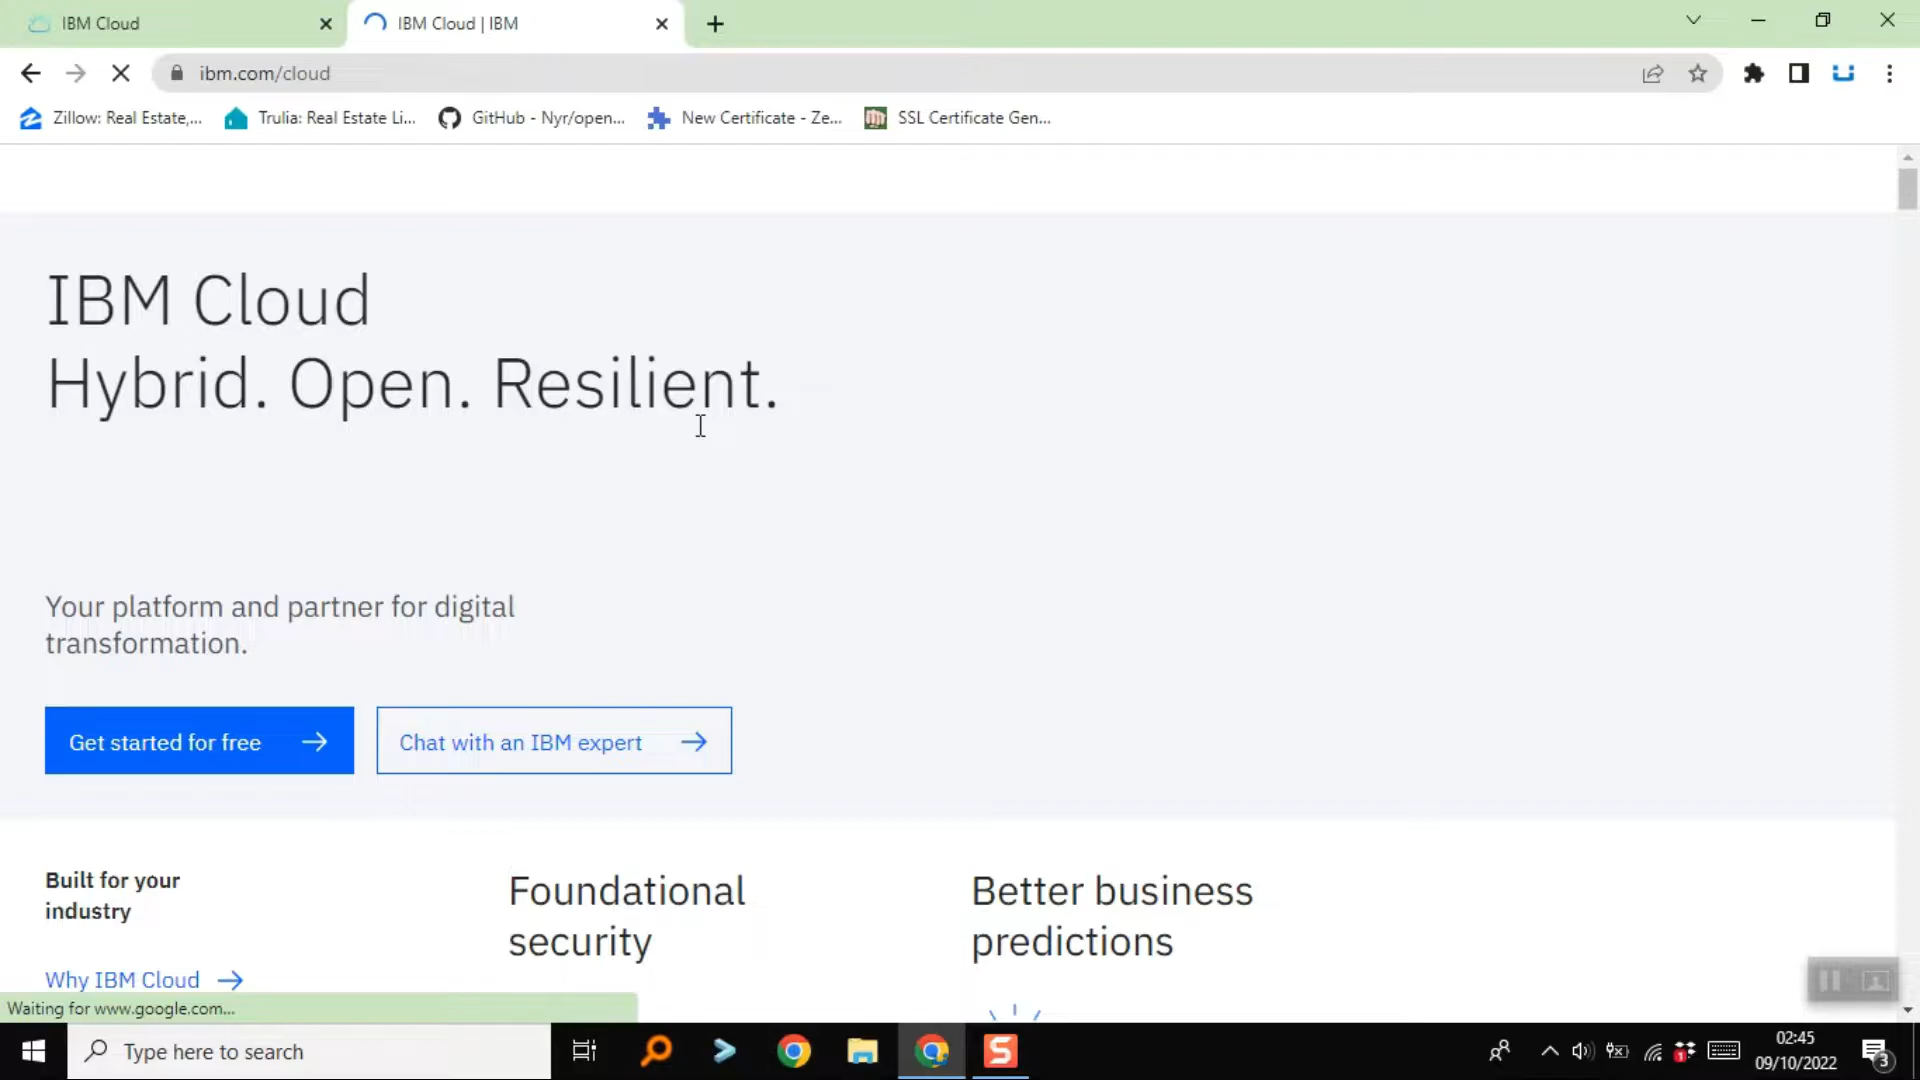 IBM Cloud
IBM Cloud | IBM
ibm.com/cloud
Zillow: Real Estate,...
Trulia: Real Estate Li...
GitHub - Nyr/open...
New Certificate - Ze...
SSL Certificate Gen...
IBM Cloud
Hybrid. Open. Resilient.
Your platform and partner for digital
transformation.
Get started for free
Chat with an IBM expert
Built for your
industry
Why IBM Cloud
Foundational
security
Better business
predictions
Waiting for www.google.com...
Type here to search
02:45
09/10/2022
3